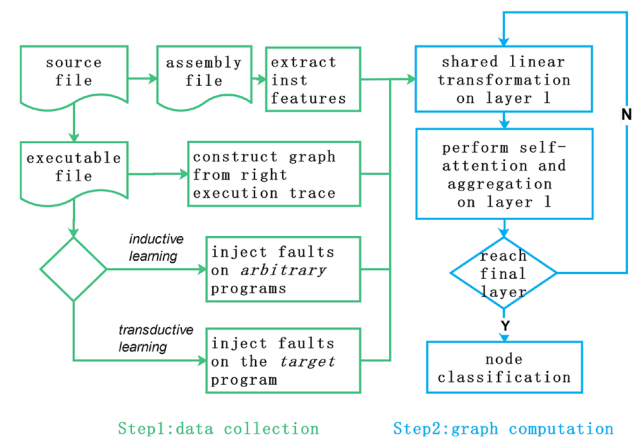 source
file
assembly
file
extract
inst
features
shared linear
transformation
on layer l
N
executable
file
construct graph
from right
execution trace
perform self-
attention and
aggregation
on layer l
inductive
learning
inject faults
on arbitrary
programs
reach
final
layer
transductive
learning
inject faults
on the target
program
Y
node
classification
Step1:data collection
Step2:graph computation